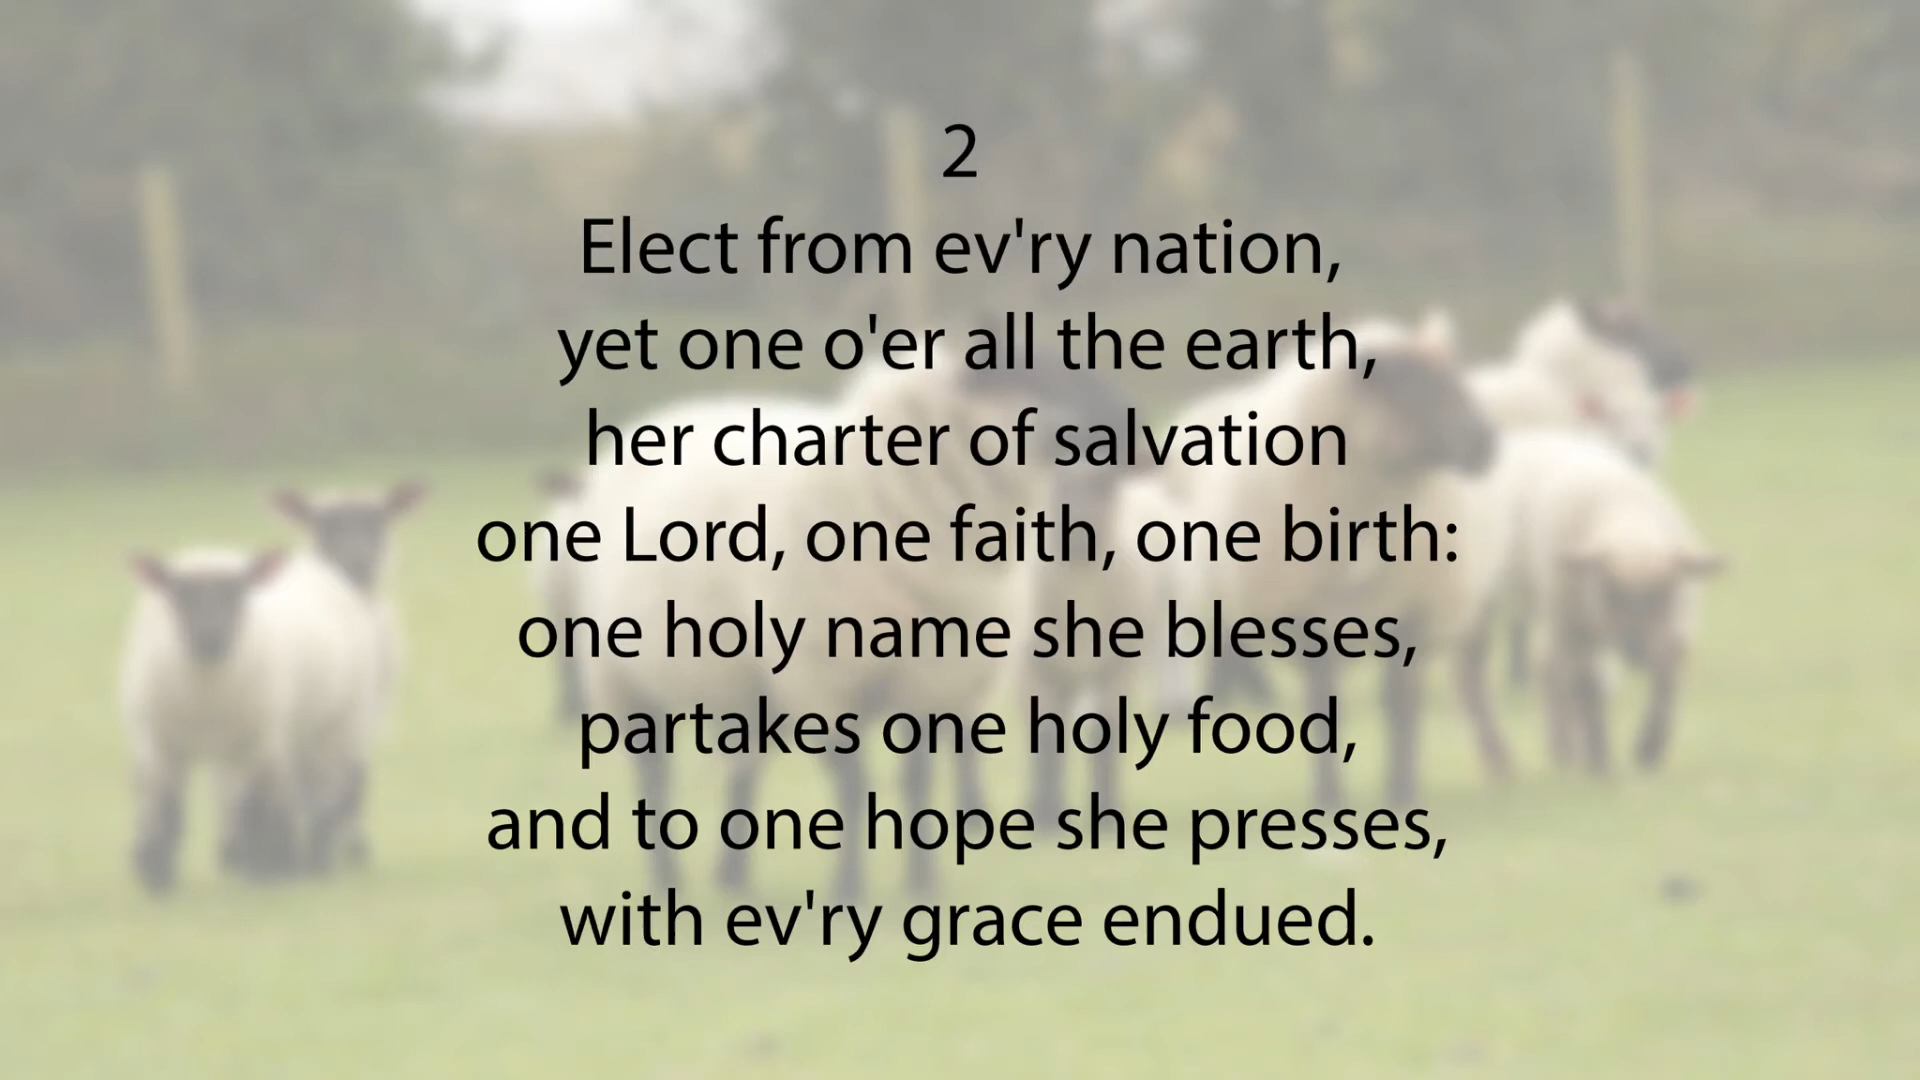 2
Elect from ev'ry nation,
yet one o'er all the earth,
her charter of salvation
one Lord, one faith, one birth:
one holy name she blesses,
partakes one holy food,
and to one hope she presses,
with ev'ry grace endued.